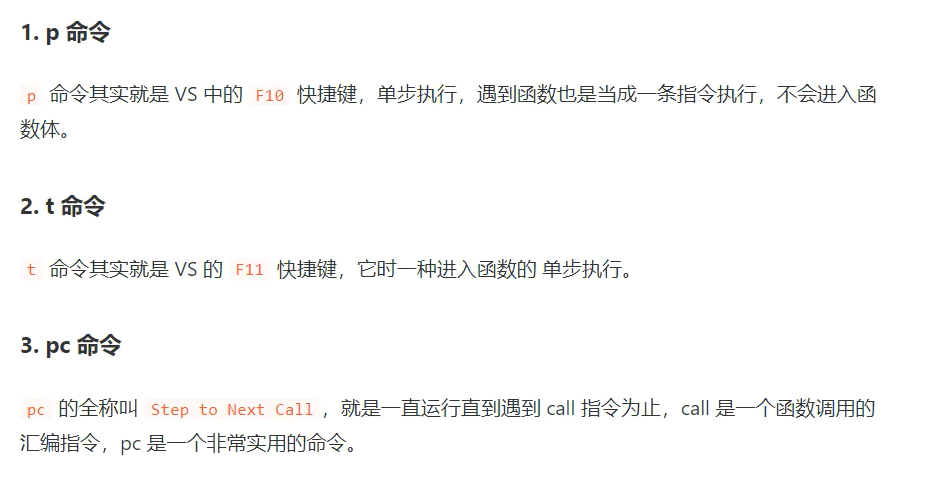 1. p 命令
p 命令其实就是 VS 中的 F10 快捷键，单步执行，遇到函数也是当成一条指令执行，不会进入函
数体。
2. t 命令
t 命令其实就是 VS 的 F11 快捷键，它时一种进入函数的 单步执行。
3. pc 命令
pc 的全称叫 Step to Next Call ，就是一直运行直到遇到 call 指令为止，call 是一个函数调用的
汇编指令，pc 是一个非常实用的命令。